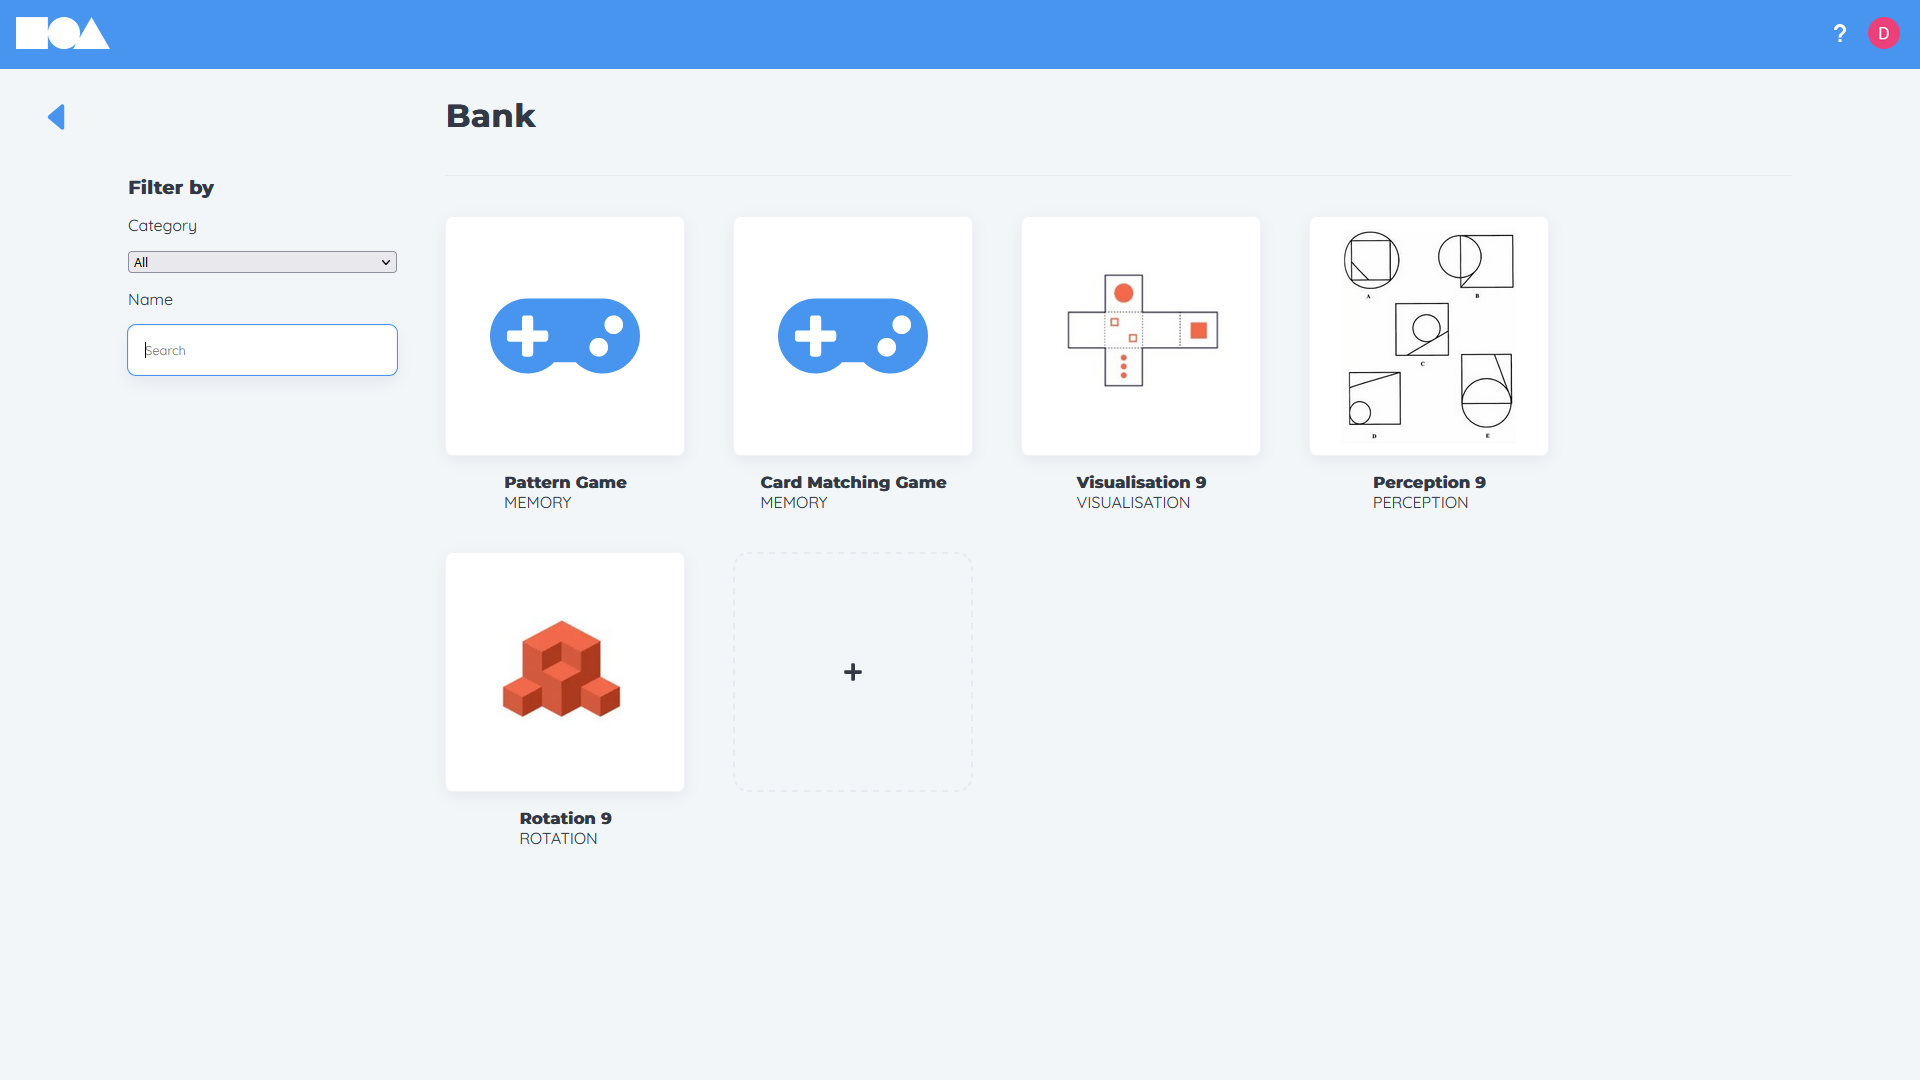 ?
D
Bank
Filter by
Category
All
Name
Search
A
B
C
D
E
Pattern Game
MEMORY
Card Matching Game
MEMORY
Visualisation 9
VISUALISATION
Perception 9
PERCEPTION
+
Rotation 9
ROTATION